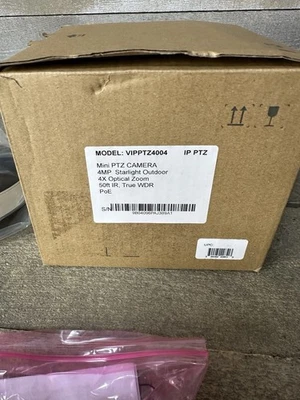 MODEL: VIPPTZ4004 IP PTZ
Mini PTZ CAMERA
4MP Starlight Outdoor
4X Optical Zoom
50ft IR, True WDR
PoE
S/N